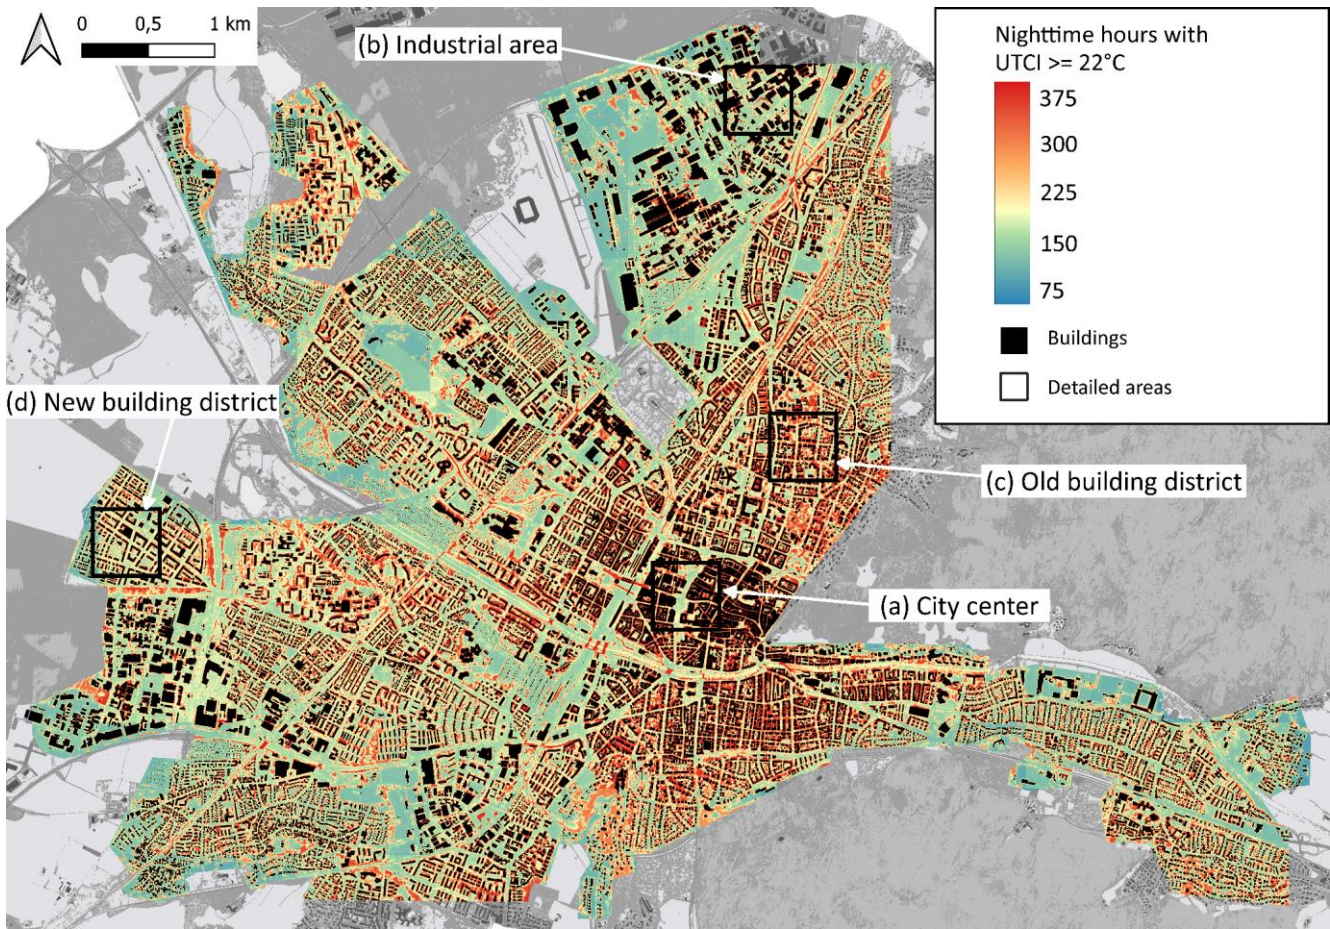 0 0,5 1 km
(b) Industrial area
Nighttime hours with
UTCI >= 22°C
375
300
225
150
75
Buildings
Detailed areas
(d) New building district
(c) Old building district
(a) City center